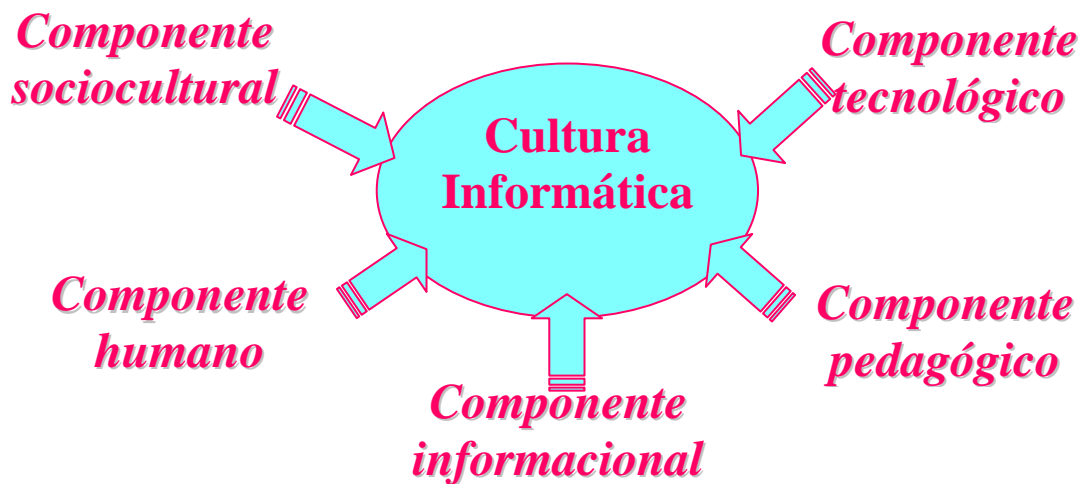 Componente
sociocultural
Componente
tecnológico
Cultura
Informática
Componente
humano
Componente
pedagógico
Componente
informacional